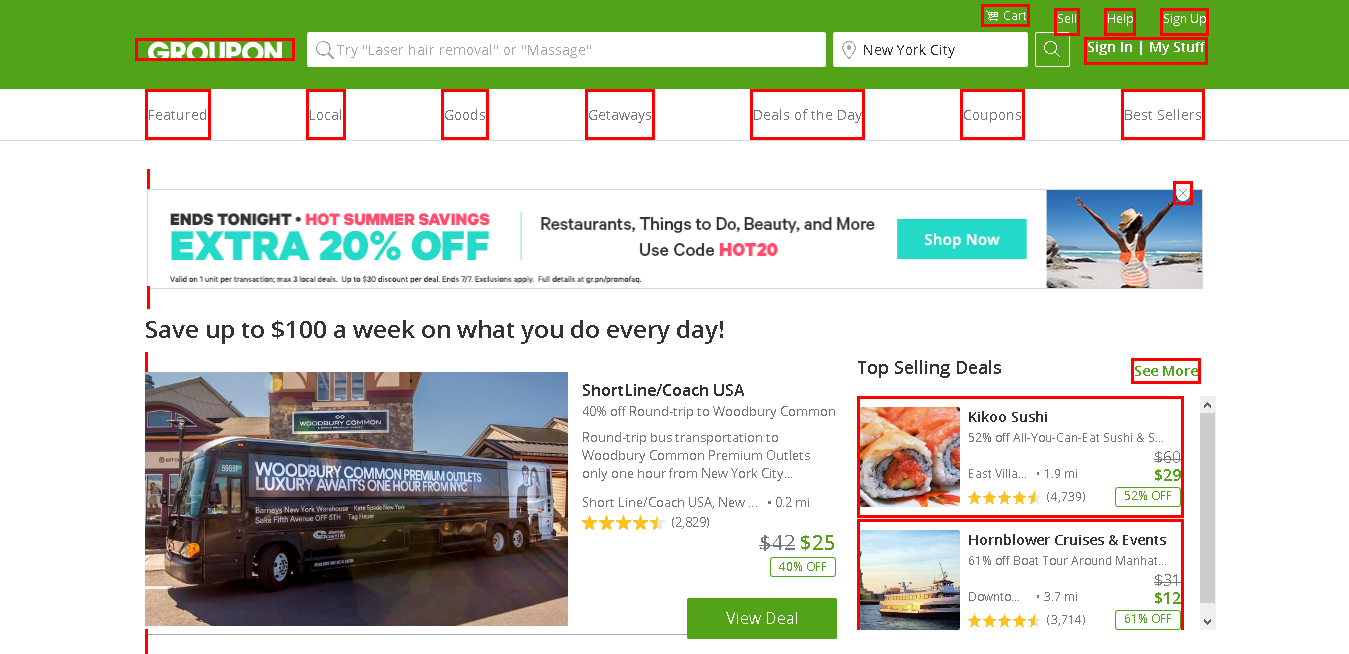 Cart
Sell
Help
Sign Up
GROUPON
Try "Laser hair removal" or "Massage"
New York City
Sign In | My Stuff
Featured
Local
Goods
Getaways
Deals of the Day
Coupons
Best Sellers
ENDS TONIGHT • HOT SUMMER SAVINGS
EXTRA 20% OFF
Valid on 1 unit per transaction; max 3 local deals. Up to $30 discount per deal. Ends 7/7. Exclusions apply. Full details at gr.pn/promofaq.
Restaurants, Things to Do, Beauty, and More
Use Code HOT20
Shop Now
Save up to $100 a week on what you do every day!
WOODBURY COMMON
59851
WOODBURY COMMON PREMIUM OUTLETS
LUXURY AWAITS ONE HOUR FROM NYC
Barneys New York Warehouse Kate Spade New York
Saks Fifth Avenue OFF 5TH Tag Heuer
ShortLine/Coach USA
40% off Round-trip to Woodbury Common
Round-trip bus transportation to
Woodbury Common Premium Outlets
only one hour from New York City...
Short Line/Coach USA, New ... • 0.2 mi
(2,829)
$42 $25
40% OFF
View Deal
Top Selling Deals
See More
Kikoo Sushi
52% off All-You-Can-Eat Sushi & S...
$60
East Villa... • 1.9 mi
$29
(4,739)
52% OFF
Hornblower Cruises & Events
61% off Boat Tour Around Manhat...
$31
Downto... • 3.7 mi
$12
(3,714)
61% OFF